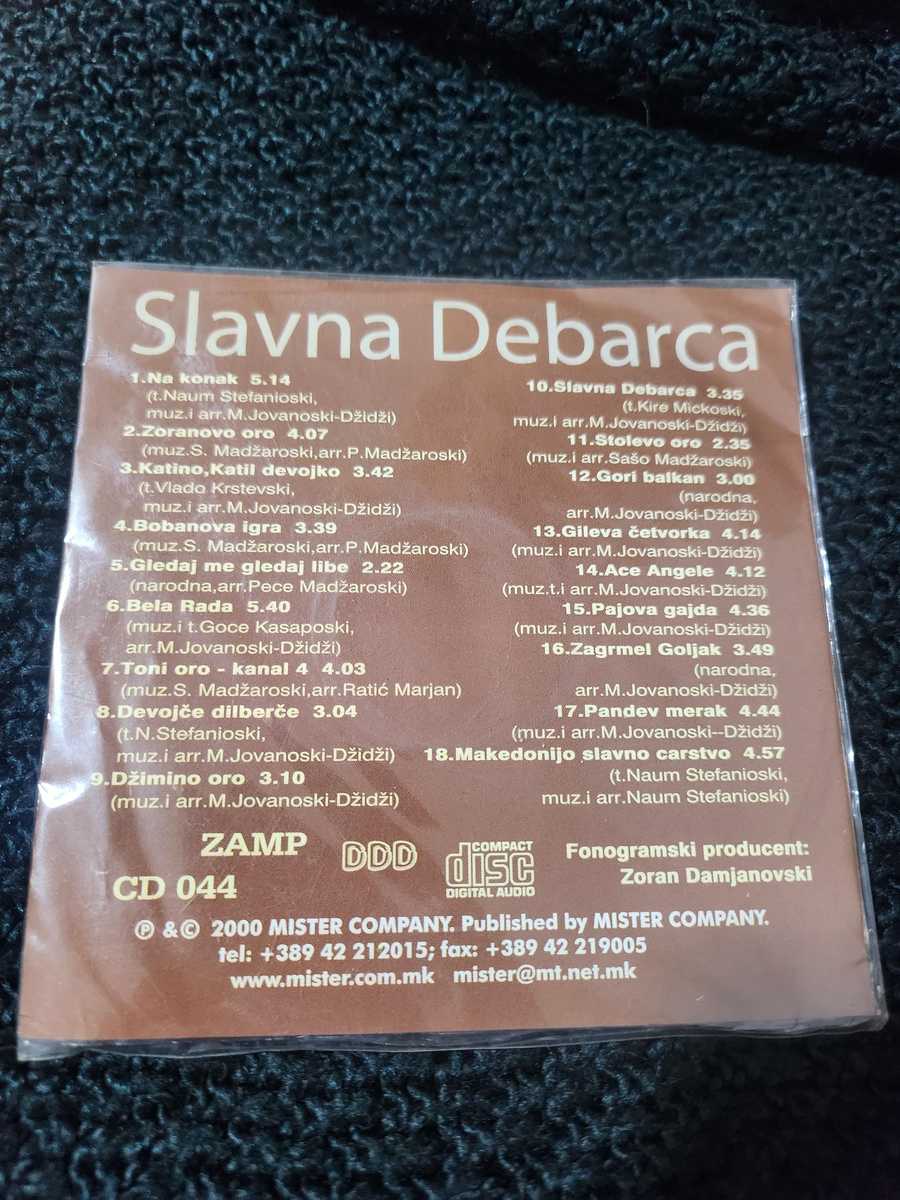 Slavna Debarca
1.Na konak 5.14
(t.Naum Stefanioski,
muz.i arr.M.Jovanoski-Džidži)
2.Zoranovo oro 4.07
(muz.S. Madžaroski,arr.P.Madžaroski)
3.Katino,Katil devojko 3.42
(t.Vlado Krstevski,
muz.i arr.M.Jovanoski-Džidži)
4.Bobanova igra 3.39
(muz.S. Madžaroski,arr.P.Madžaroski)
5.Gledaj me gledaj libe 2.22
(narodna,arr.Pece Madžaroski)
6.Bela Rada 5.40
(muz.i t.Goce Kasaposki,
arr.M.Jovanoski-Džidži)
7.Toni oro - kanal 4 4.03
(muz.S. Madžaroski,arr.Ratić Marjan)
8.Devojče dilberče 3.04
(t.N.Stefanioski,
muz.i arr.M.Jovanoski-Džidži)
9.Džimino oro 3.10
(muz.i arr.M.Jovanoski-Džidži)
10.Slavna Debarca 3.35
(t.Kire Mickoski,
muz.i arr.M.Jovanoski-Džidži)
11.Stolevo oro 2.35
(muz.i arr.Sašo Madžaroski)
12.Gori balkan 3.00
(narodna,
arr.M.Jovanoski-Džidži)
13.Gileva četvorka 4.14
(muz.i arr.M.Jovanoski-Džidži)
14.Ace Angele 4.12
(muz.t.i arr.M.Jovanoski-Džidži)
15.Pajova gajda 4.36
(muz.i arr.M.Jovanoski-Džidži)
16.Zagrmel Goljak 3.49
(narodna,
arr.M.Jovanoski-Džidži)
17.Pandev merak 4.44
(muz.i arr.M.Jovanoski--Džidži)
18.Makedonijo slavno carstvo 4.57
(t.Naum Stefanioski,
muz.i arr.Naum Stefanioski)
ZAMP
CD 044
DDD
COMPACT
disc
DIGITAL AUDIO
Fonogramski producent:
Zoran Damjanovski
℗ & © 2000 MISTER COMPANY. Published by MISTER COMPANY.
tel: +389 42 212015; fax: +389 42 219005
www.mister.com.mk mister@mt.net.mk